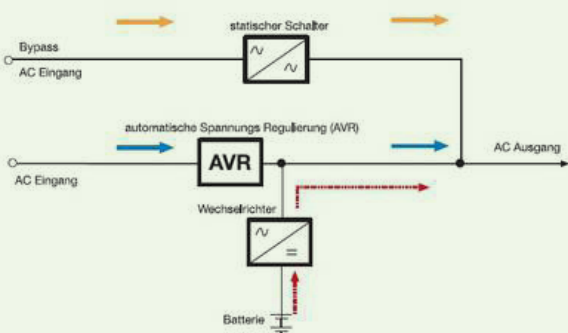 statischer Schalter
Bypass
AC Eingang
automatische Spannungs Regulierung (AVR)
AVR
AC Ausgang
AC Eingang
Wechselrichter
Batterie